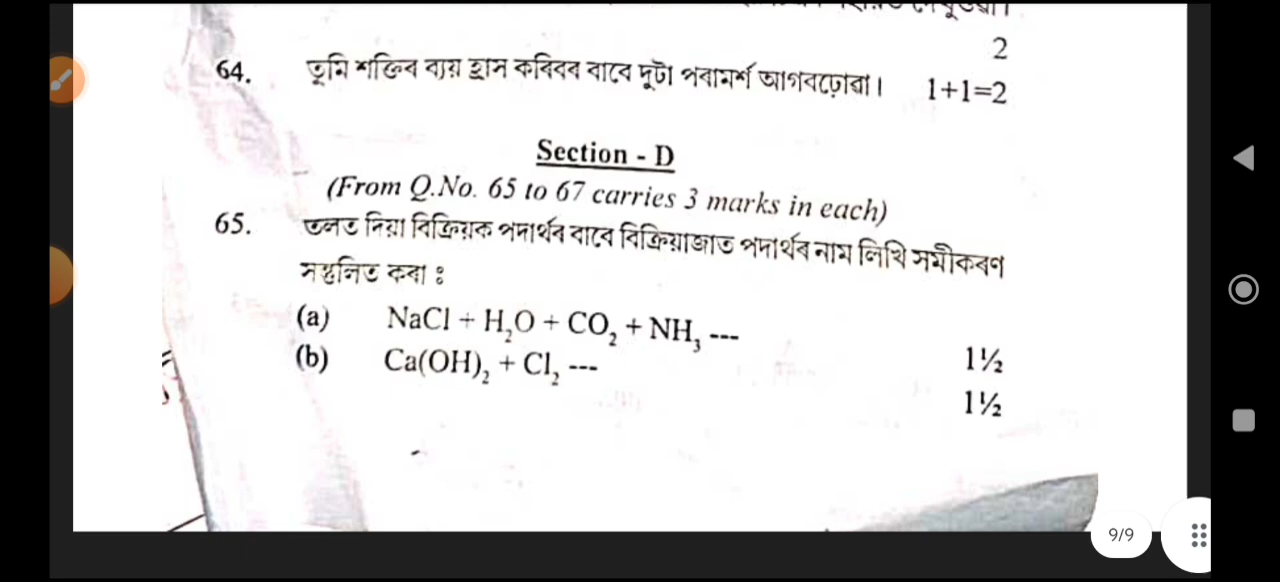 2
64. তুমি শক্তিৰ ব্যয় হ্রাস কৰিবৰ বাবে দুটা পৰামৰ্শ আগবঢ়োৱা। 1+1=2
Section - D
(From Q.No. 65 to 67 carries 3 marks in each)
65. তলত দিয়া বিক্ৰিয়ক পদাৰ্থৰ বাবে বিক্ৰিয়াজাত পদাৰ্থৰ নাম লিখি সমীকৰণ
সন্তুলিত কৰা ঃ
(a) NaCl + H₂O + CO₂ + NH₃ --- 1½
(b) Ca(OH)₂ + Cl₂ --- 1½
9/9